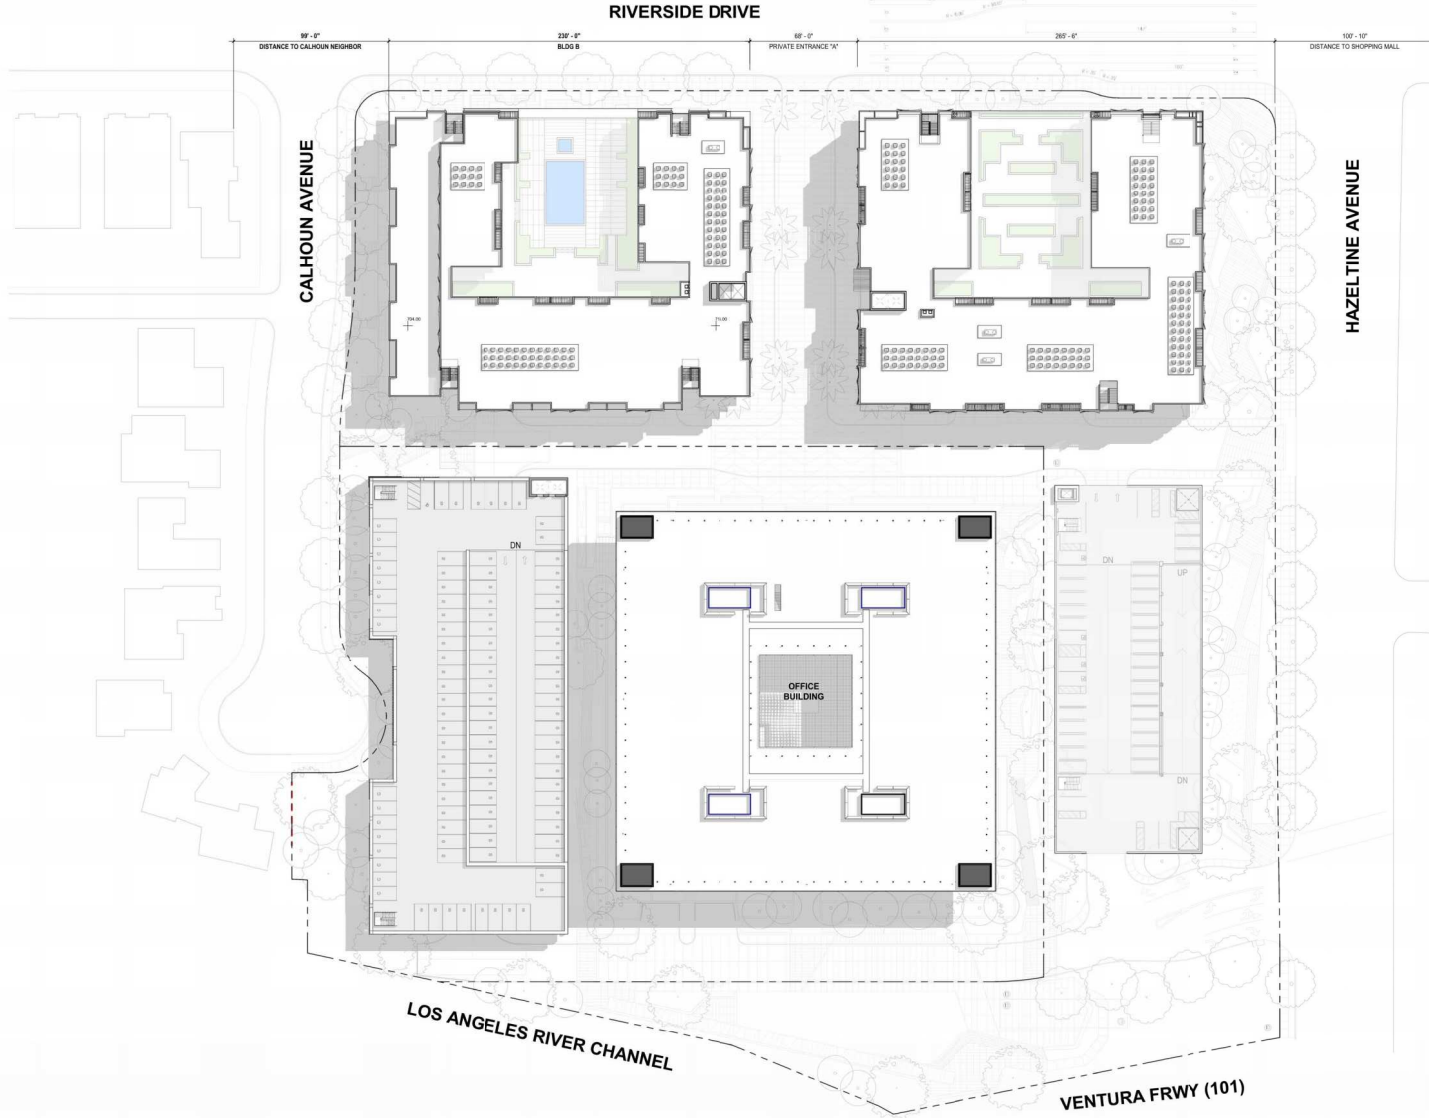 RIVERSIDE DRIVE
99' - 0"
230' - 0"
68' - 0"
265' - 6"
100' - 10"
DISTANCE TO CALHOUN NEIGHBOR
BLDG B
PRIVATE ENTRANCE "A"
DISTANCE TO SHOPPING MALL
CALHOUN AVENUE
HAZELTINE AVENUE
DN
DN
UP
OFFICE
BUILDING
DN
LOS ANGELES RIVER CHANNEL
VENTURA FRWY (101)